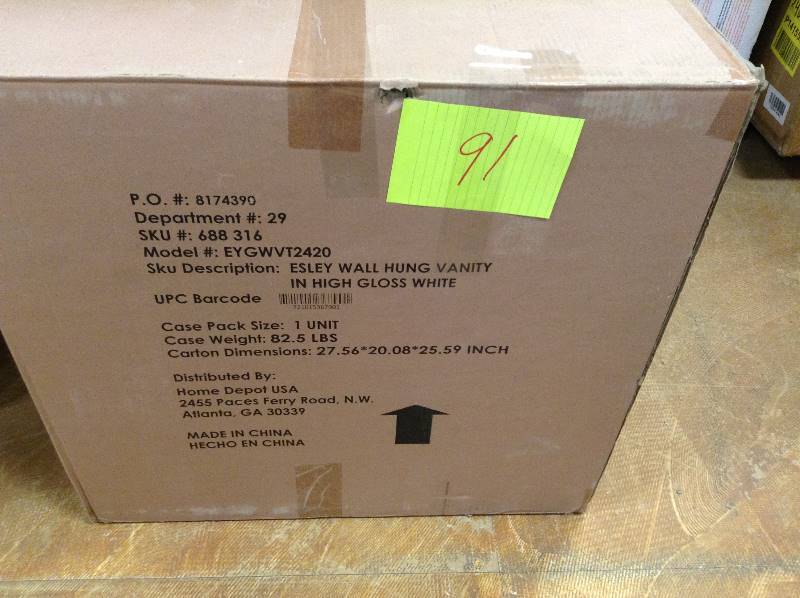 91
P.O. #: 8174390
Department #: 29
SKU #: 688 316
Model #: EYGWVT2420
Sku Description: ESLEY WALL HUNG VANITY
IN HIGH GLOSS WHITE
UPC Barcode
Case Pack Size: 1 UNIT
Case Weight: 82.5 LBS
Carton Dimensions: 27.56*20.08*25.59 INCH
Distributed By:
Home Depot USA
2455 Paces Ferry Road, N.W.
Atlanta, GA 30339
MADE IN CHINA
HECHO EN CHINA